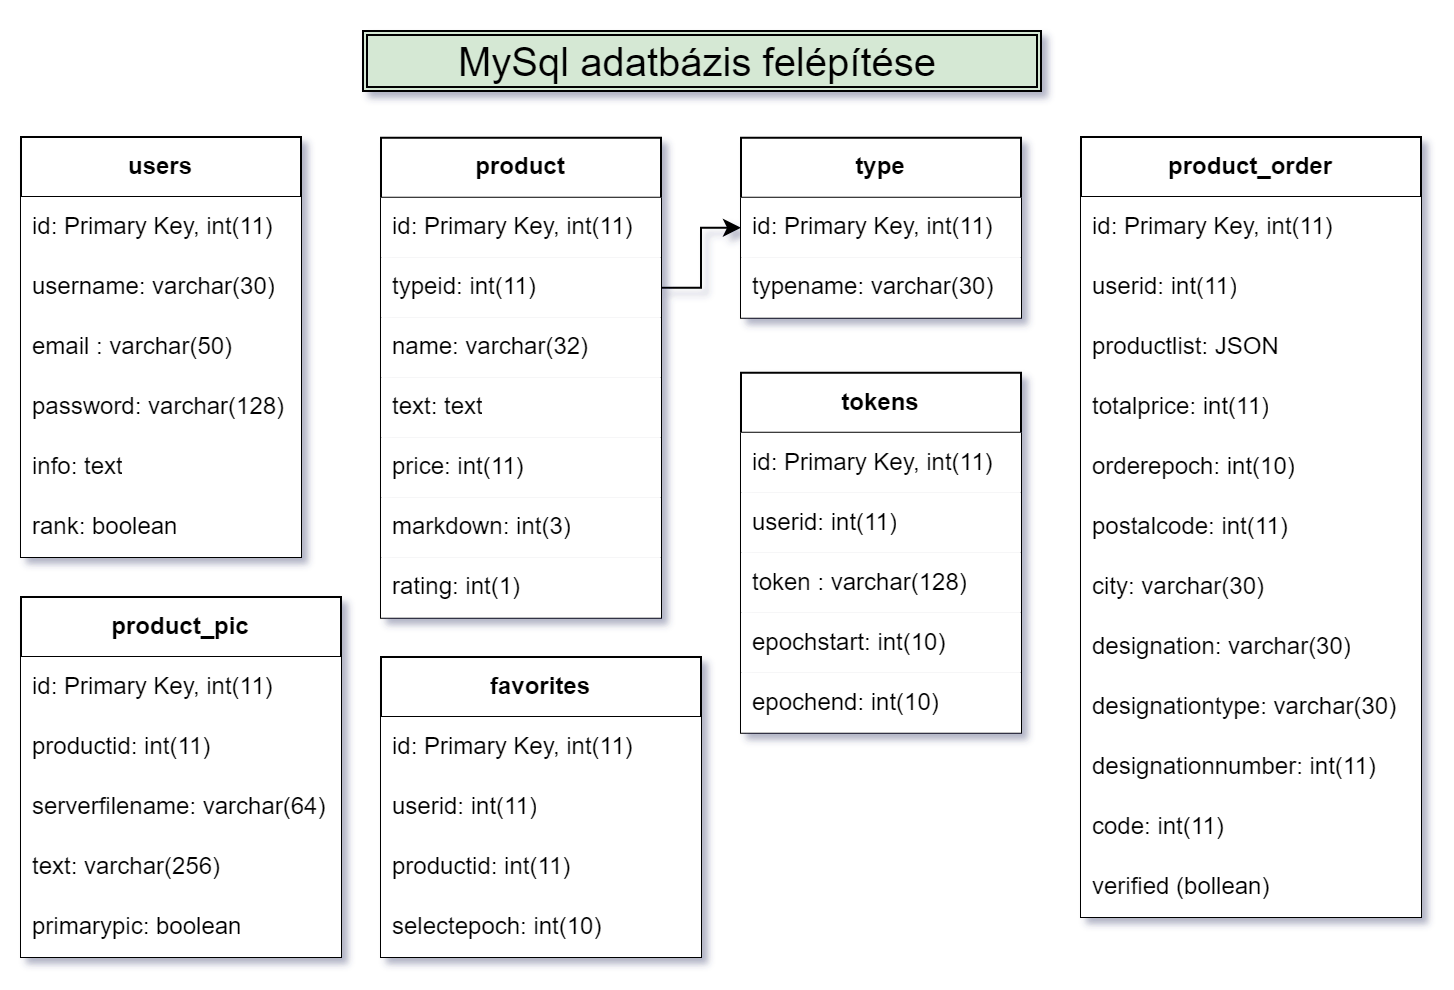 MySql adatbázis felépítése
users
id: Primary Key, int(11)
username: varchar(30)
email : varchar(50)
password: varchar(128)
info: text
rank: boolean
product_pic
id: Primary Key, int(11)
productid: int(11)
serverfilename: varchar(64)
text: varchar(256)
primarypic: boolean
product
id: Primary Key, int(11)
typeid: int(11)
name: varchar(32)
text: text
price: int(11)
markdown: int(3)
rating: int(1)
favorites
id: Primary Key, int(11)
userid: int(11)
productid: int(11)
selectepoch: int(10)
type
id: Primary Key, int(11)
typename: varchar(30)
tokens
id: Primary Key, int(11)
userid: int(11)
token : varchar(128)
epochstart: int(10)
epochend: int(10)
product_order
id: Primary Key, int(11)
userid: int(11)
productlist: JSON
totalprice: int(11)
orderepoch: int(10)
postalcode: int(11)
city: varchar(30)
designation: varchar(30)
designationtype: varchar(30)
designationnumber: int(11)
code: int(11)
verified (bollean)